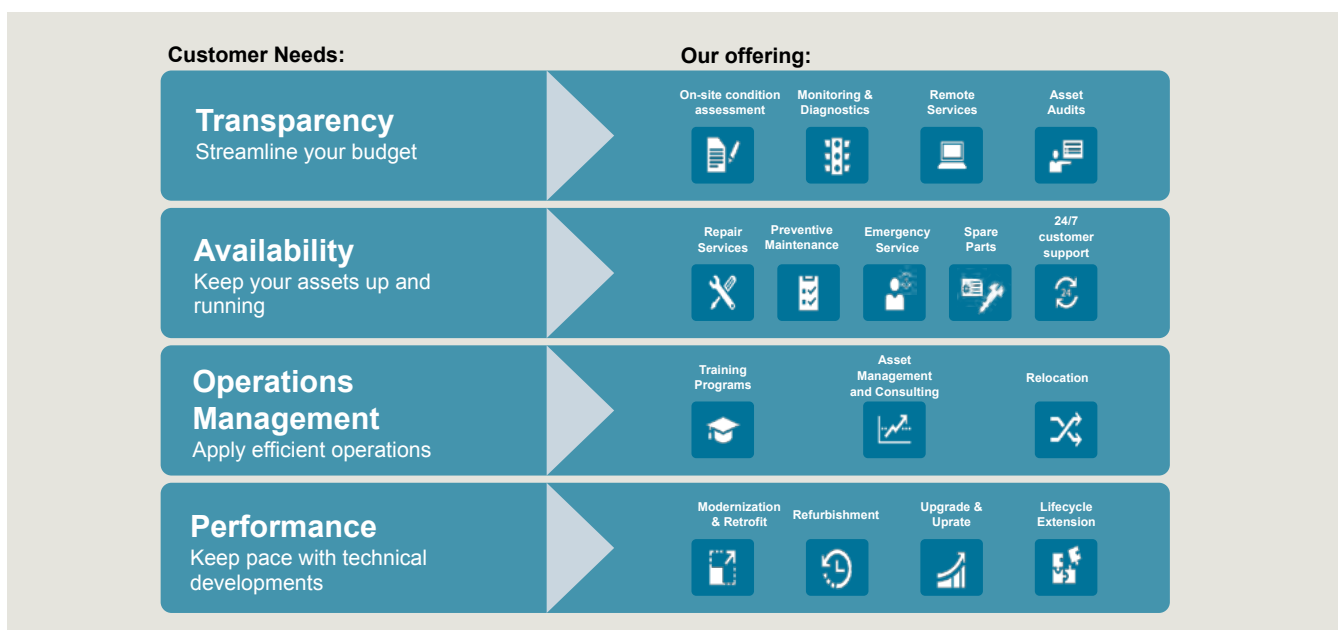 Customer Needs:
Our offering:
Transparency
Streamline your budget
On-site condition
assessment
Monitoring &
Diagnostics
Remote
Services
Asset
Audits
Availability
Keep your assets up and
running
Repair
Services
Preventive
Maintenance
Emergency
Service
Spare
Parts
24/7
customer
support
24
Operations
Management
Apply efficient operations
Training
Programs
Asset
Management
and Consulting
Relocation
Performance
Keep pace with technical
developments
Modernization
& Retrofit
Refurbishment
Upgrade &
Uprate
Lifecycle
Extension